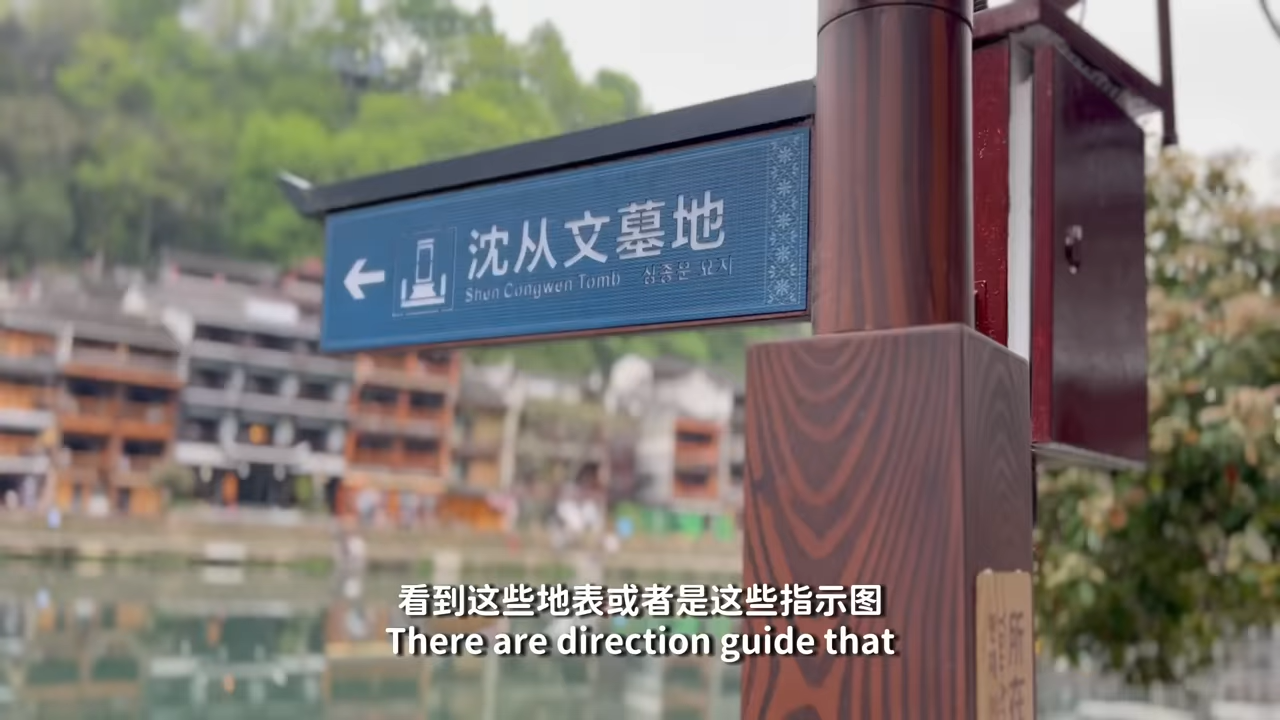 沈从文墓地
Shen Congwen Tomb 심종문 묘지
看到这些地表或者是这些指示图
There are direction guide that